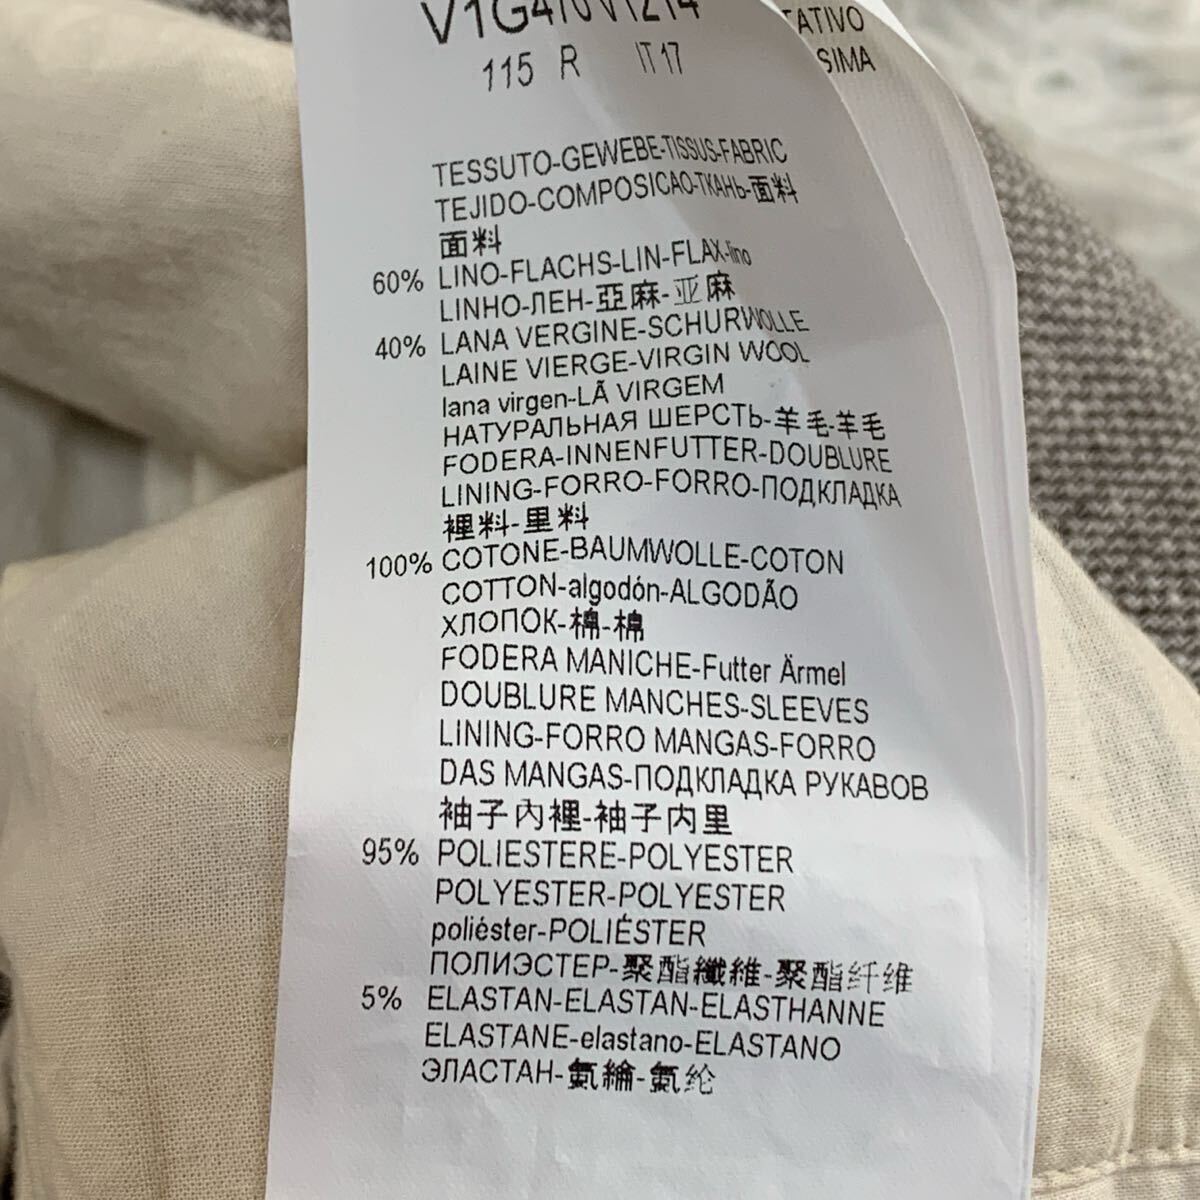 115 R IT 17
TATIVO
SIMA
TESSUTO-GEWEBE-TISSUS-FABRIC
TEJIDO-COMPOSICAO-ТКАНЬ-面料
面料
60% LINO-FLACHS-LIN-FLAX-lino
LINHO-ЛЕН-亞麻-亚麻
40% LANA VERGINE-SCHURWOLLE
LAINE VIERGE-VIRGIN WOOL
lana virgen-LÃ VIRGEM
НАТУРАЛЬНАЯ ШЕРСТЬ-羊毛-羊毛
FODERA-INNENFUTTER-DOUBLURE
LINING-FORRO-FORRO-ПОДКЛАДКА
裡料-里料
100% COTONE-BAUMWOLLE-COTON
COTTON-algodón-ALGODÃO
ХЛОПОК-棉-棉
FODERA MANICHE-Futter Ärmel
DOUBLURE MANCHES-SLEEVES
LINING-FORRO MANGAS-FORRO
DAS MANGAS-ПОДКЛАДКА РУКАВОВ
袖子內裡-袖子内里
95% POLIESTERE-POLYESTER
POLYESTER-POLYESTER
poliéster-POLIÉSTER
ПОЛИЭСТЕР-聚酯纖維-聚酯纤维
5% ELASTAN-ELASTAN-ELASTHANNE
ELASTANE-elastano-ELASTANO
ЭЛАСТАН-氨綸-氨纶